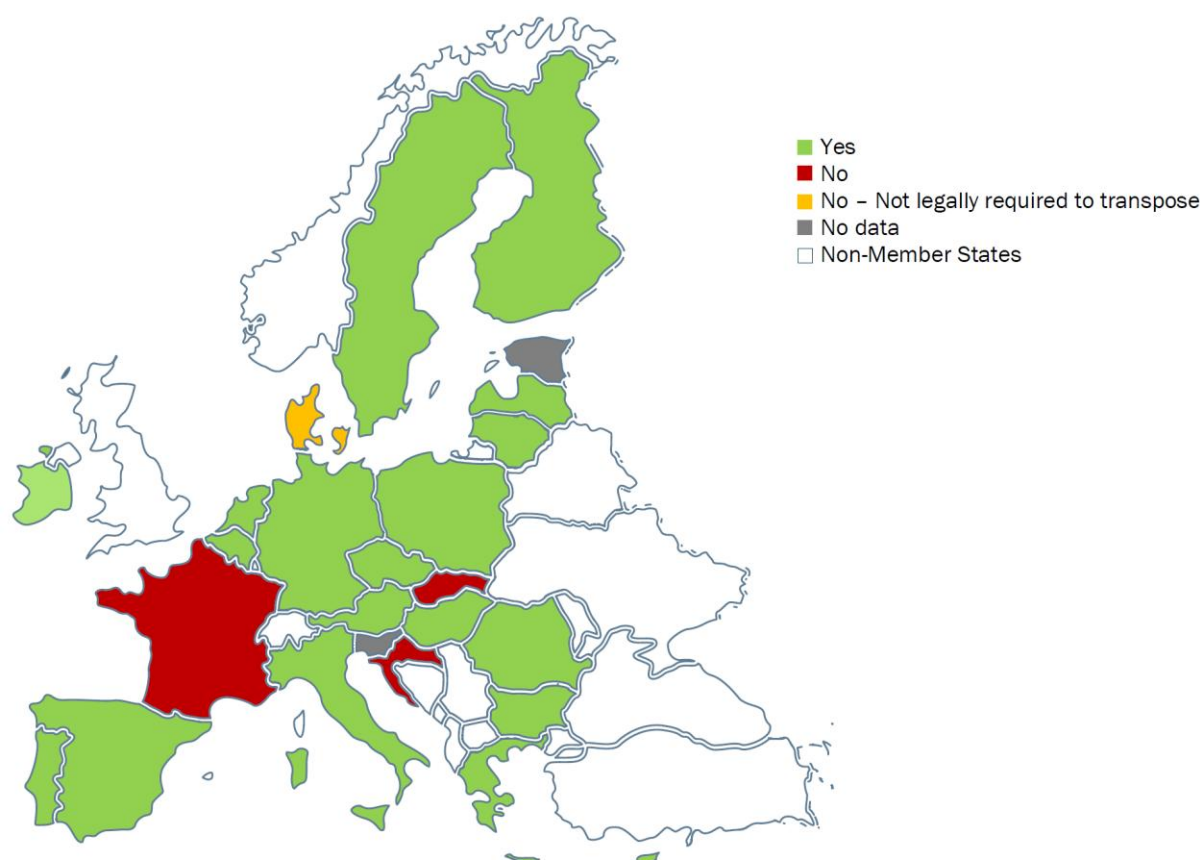 Yes
No
No – Not legally required to transpose
No data
Non-Member States